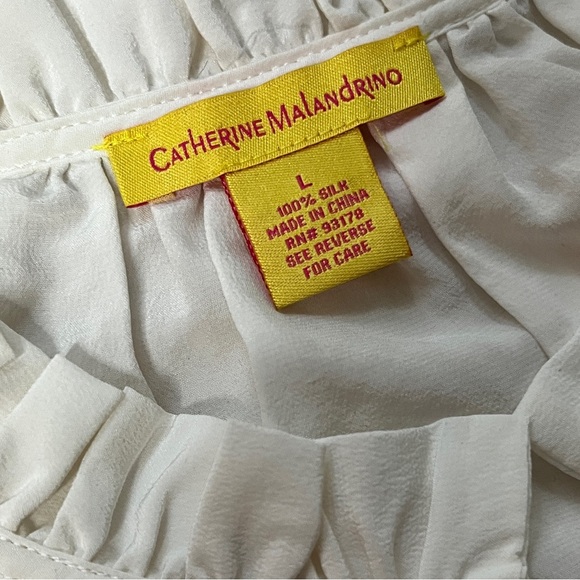 CATHERINE MALANDRINO
L
100% SILK
MADE IN CHINA
RN# 93178
SEE REVERSE
FOR CARE